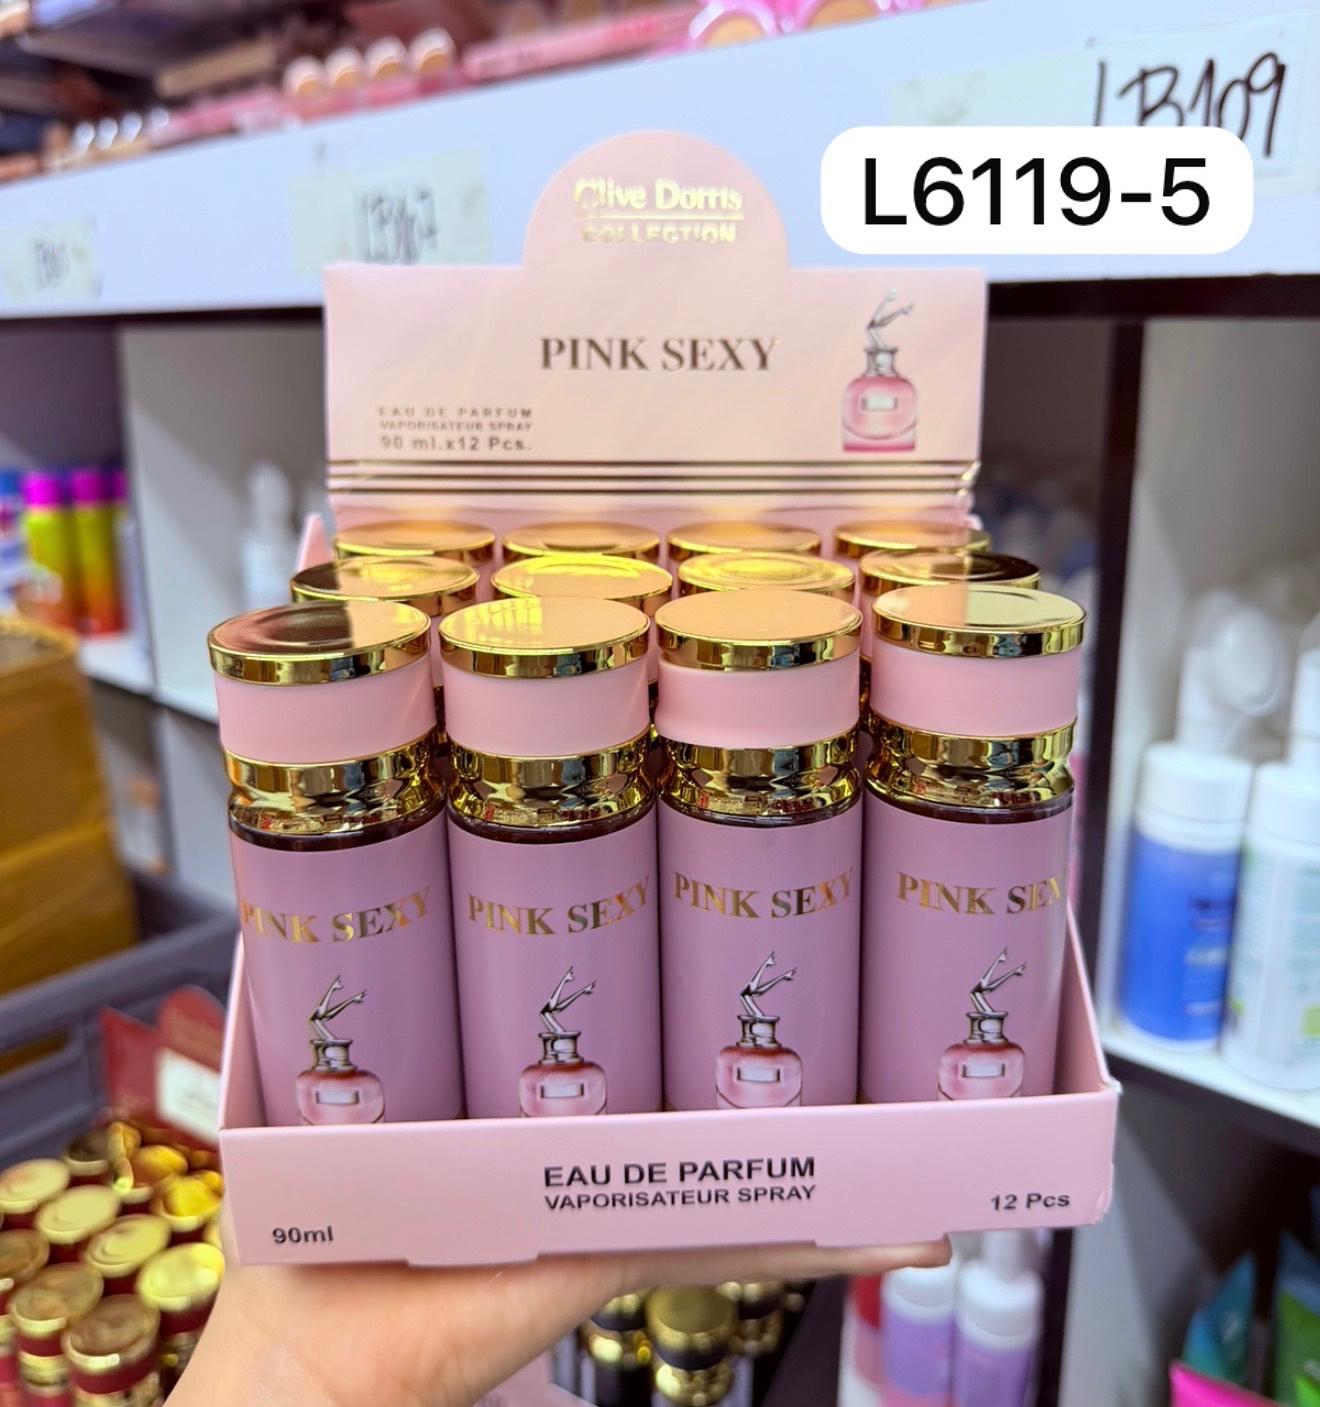 LB109
L6119-5
Clive Dorris
COLLECTION
PINK SEXY
EAU DE PARFUM
VAPORISATEUR SPRAY
90 ml.x12 Pcs.
PINK SEXY
PINK SEXY
PINK SEXY
PINK SEX
EAU DE PARFUM
VAPORISATEUR SPRAY
90ml
12 Pcs